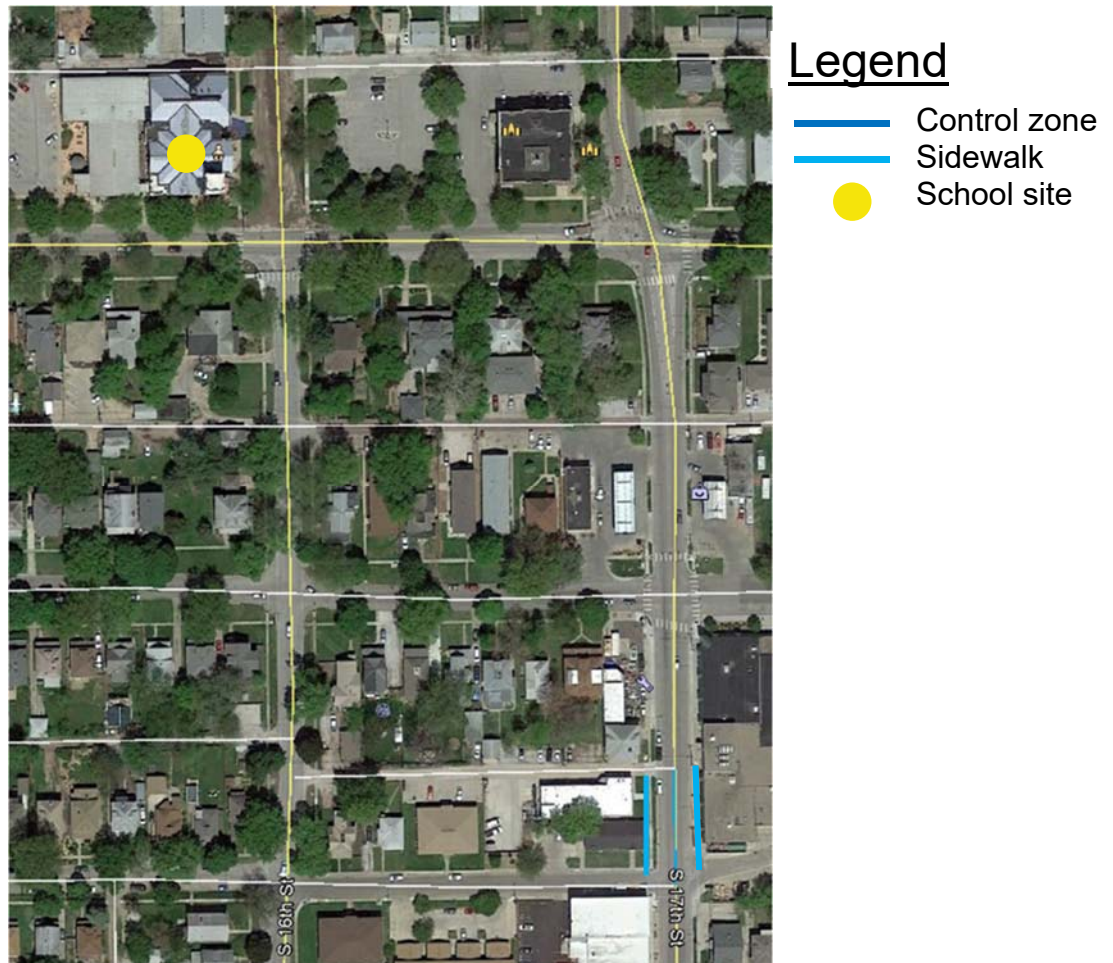 Legend
Control zone
Sidewalk
School site
S 16th St
S 17th St